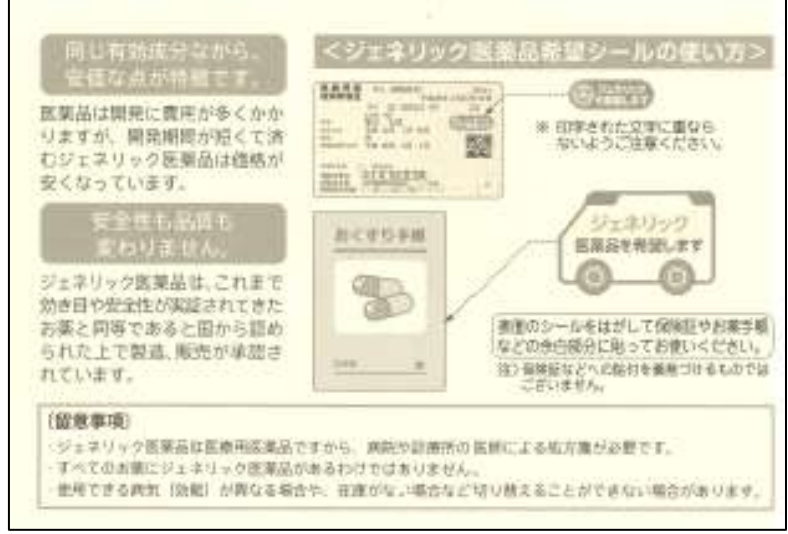 同じ有効成分ながら、
安価な点が特徴です。
医薬品は開発に費用が多くかか
りますが、開発期間が短くて済
むジェネリック医薬品は価格が
安くなっています。
安全性も品質も
変わりません。
ジェネリック医薬品は、これまで
効き目や安全性が実証されてきた
お薬と同等であると国から認め
られた上で製造、販売が承認さ
れています。
＜ジェネリック医薬品希望シールの使い方＞
※ 印字された文字に重なら
ないようご注意ください。
おくすり手帳
ジェネリック
医薬品を希望します
裏面のシールをはがして保険証やお薬手帳
などの余白部分に貼ってお使いください。
注）保険証などへの貼付を義務づけるものでは
ございません。
〔留意事項〕
・ジェネリック医薬品は医療用医薬品ですから、病院や診療所の医師による処方箋が必要です。
・すべてのお薬にジェネリック医薬品があるわけではありません。
・使用できる病気（効能）が異なる場合や、在庫がない場合など切り替えることができない場合があります。